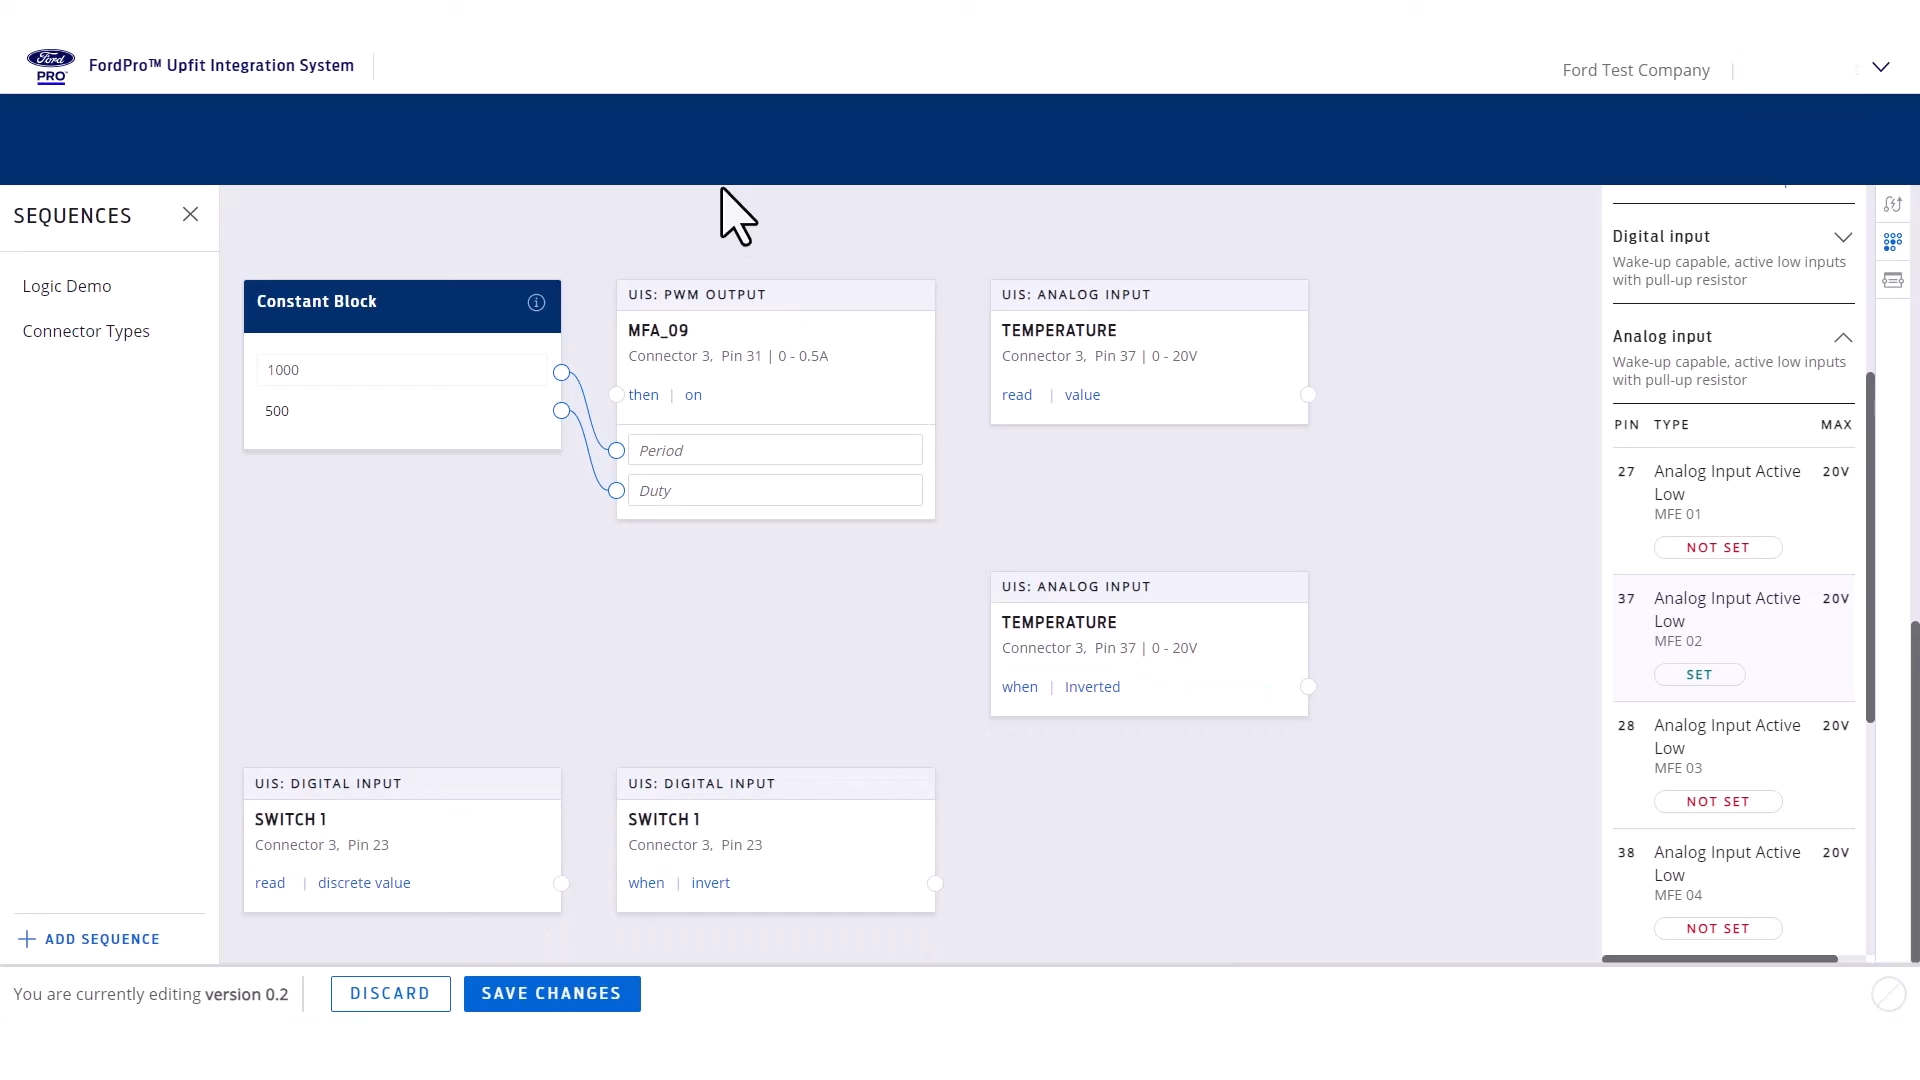 Ford
PRO
FordPro™ Upfit Integration System
Ford Test Company
SEQUENCES
Logic Demo
Connector Types
ADD SEQUENCE
Constant Block
1000
500
UIS: PWM OUTPUT
MFA_09
Connector 3, Pin 31 | 0 - 0.5A
then | on
Period
Duty
UIS: ANALOG INPUT
TEMPERATURE
Connector 3, Pin 37 | 0 - 20V
read | value
UIS: ANALOG INPUT
TEMPERATURE
Connector 3, Pin 37 | 0 - 20V
when | Inverted
UIS: DIGITAL INPUT
SWITCH 1
Connector 3, Pin 23
read | discrete value
UIS: DIGITAL INPUT
SWITCH 1
Connector 3, Pin 23
when | invert
Digital input
Wake-up capable, active low inputs
with pull-up resistor
Analog input
Wake-up capable, active low inputs
with pull-up resistor
PIN TYPE MAX
27 Analog Input Active 20V
Low
MFE 01
NOT SET
37 Analog Input Active 20V
Low
MFE 02
SET
28 Analog Input Active 20V
Low
MFE 03
NOT SET
38 Analog Input Active 20V
Low
MFE 04
NOT SET
You are currently editing version 0.2
DISCARD
SAVE CHANGES